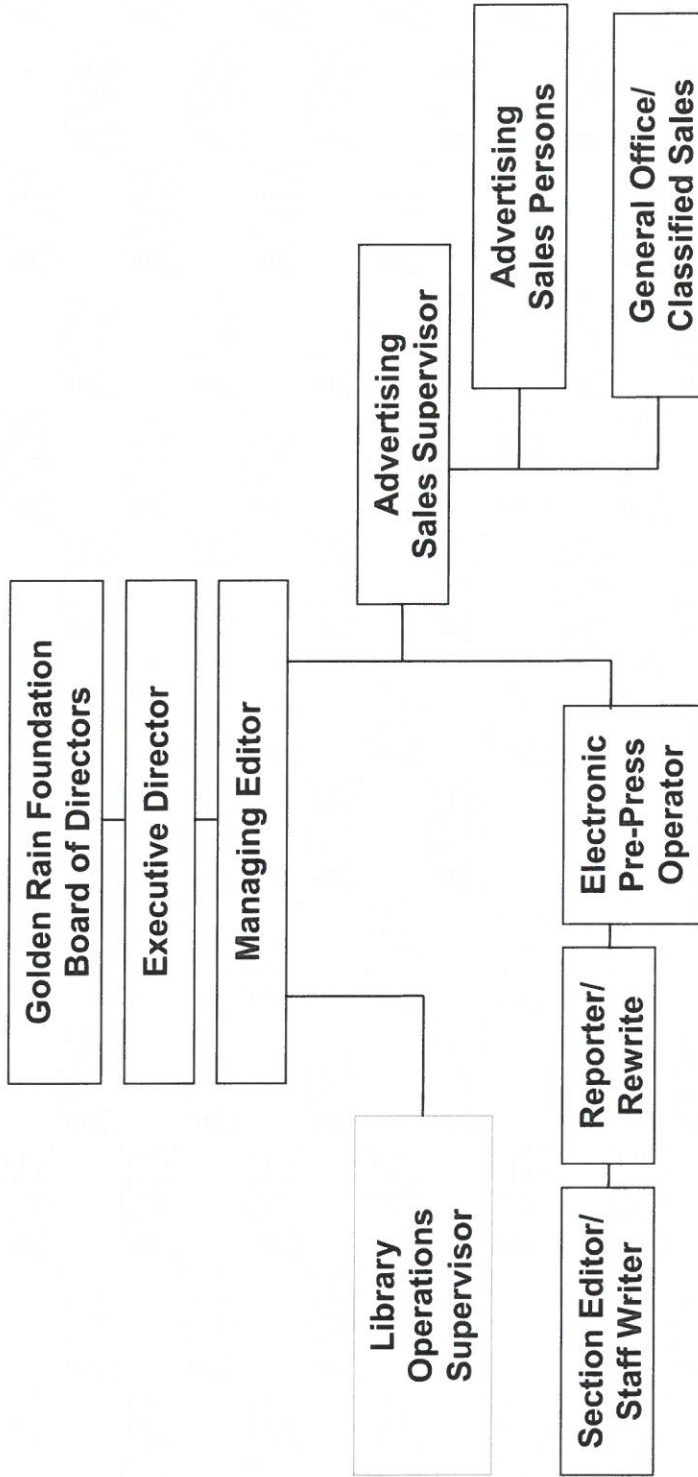 Golden Rain Foundation
Board of Directors
Executive Director
Managing Editor
Library
Operations
Supervisor
Advertising
Sales Supervisor
Advertising
Sales Persons
General Office/
Classified Sales
Section Editor/
Staff Writer
Reporter/
Rewrite
Electronic
Pre-Press
Operator